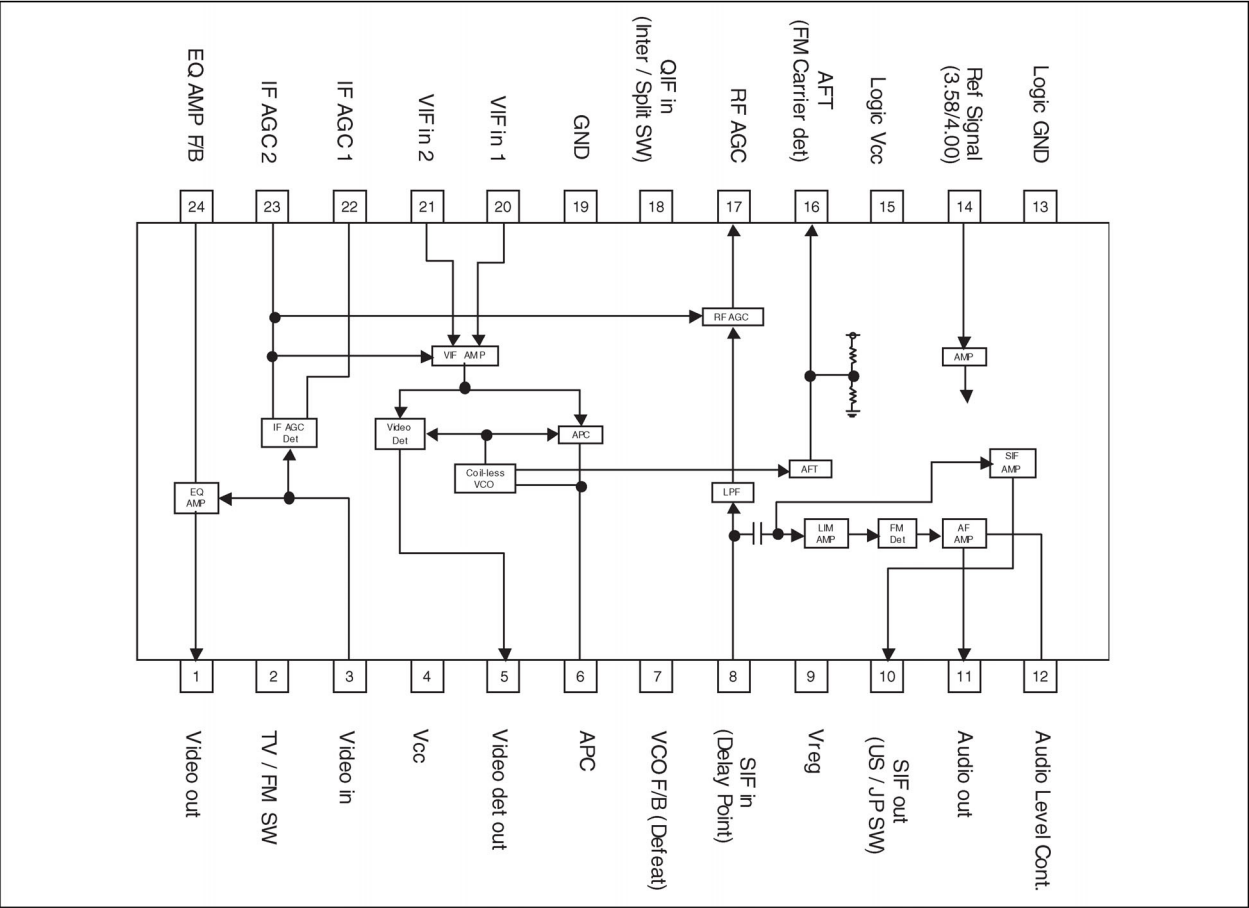 EQ AMP F/B
IF AGC 2
IF AGC 1
VIF in 2
VIF in 1
GND
QIF in
(Inter / Split SW)
RF AGC
AFT
(FM Carrier det)
Logic Vcc
Ref Signal
(3.58/4.00)
Logic GND
24
23
22
21
20
19
18
17
16
15
14
13
RF AGC
VIF AMP
AMP
IF AGC
Det
Video
Det
APC
Coil-less
VCO
AFT
SIF
AMP
EQ
AMP
LPF
LIM
AMP
FM
Det
AF
AMP
1
2
3
4
5
6
7
8
9
10
11
12
Video out
TV / FM SW
Video in
Vcc
Video det out
APC
VCO F/B (Defeat)
SIF in
(Delay Point)
Vreg
SIF out
(US / JP SW)
Audio out
Audio Level Cont.